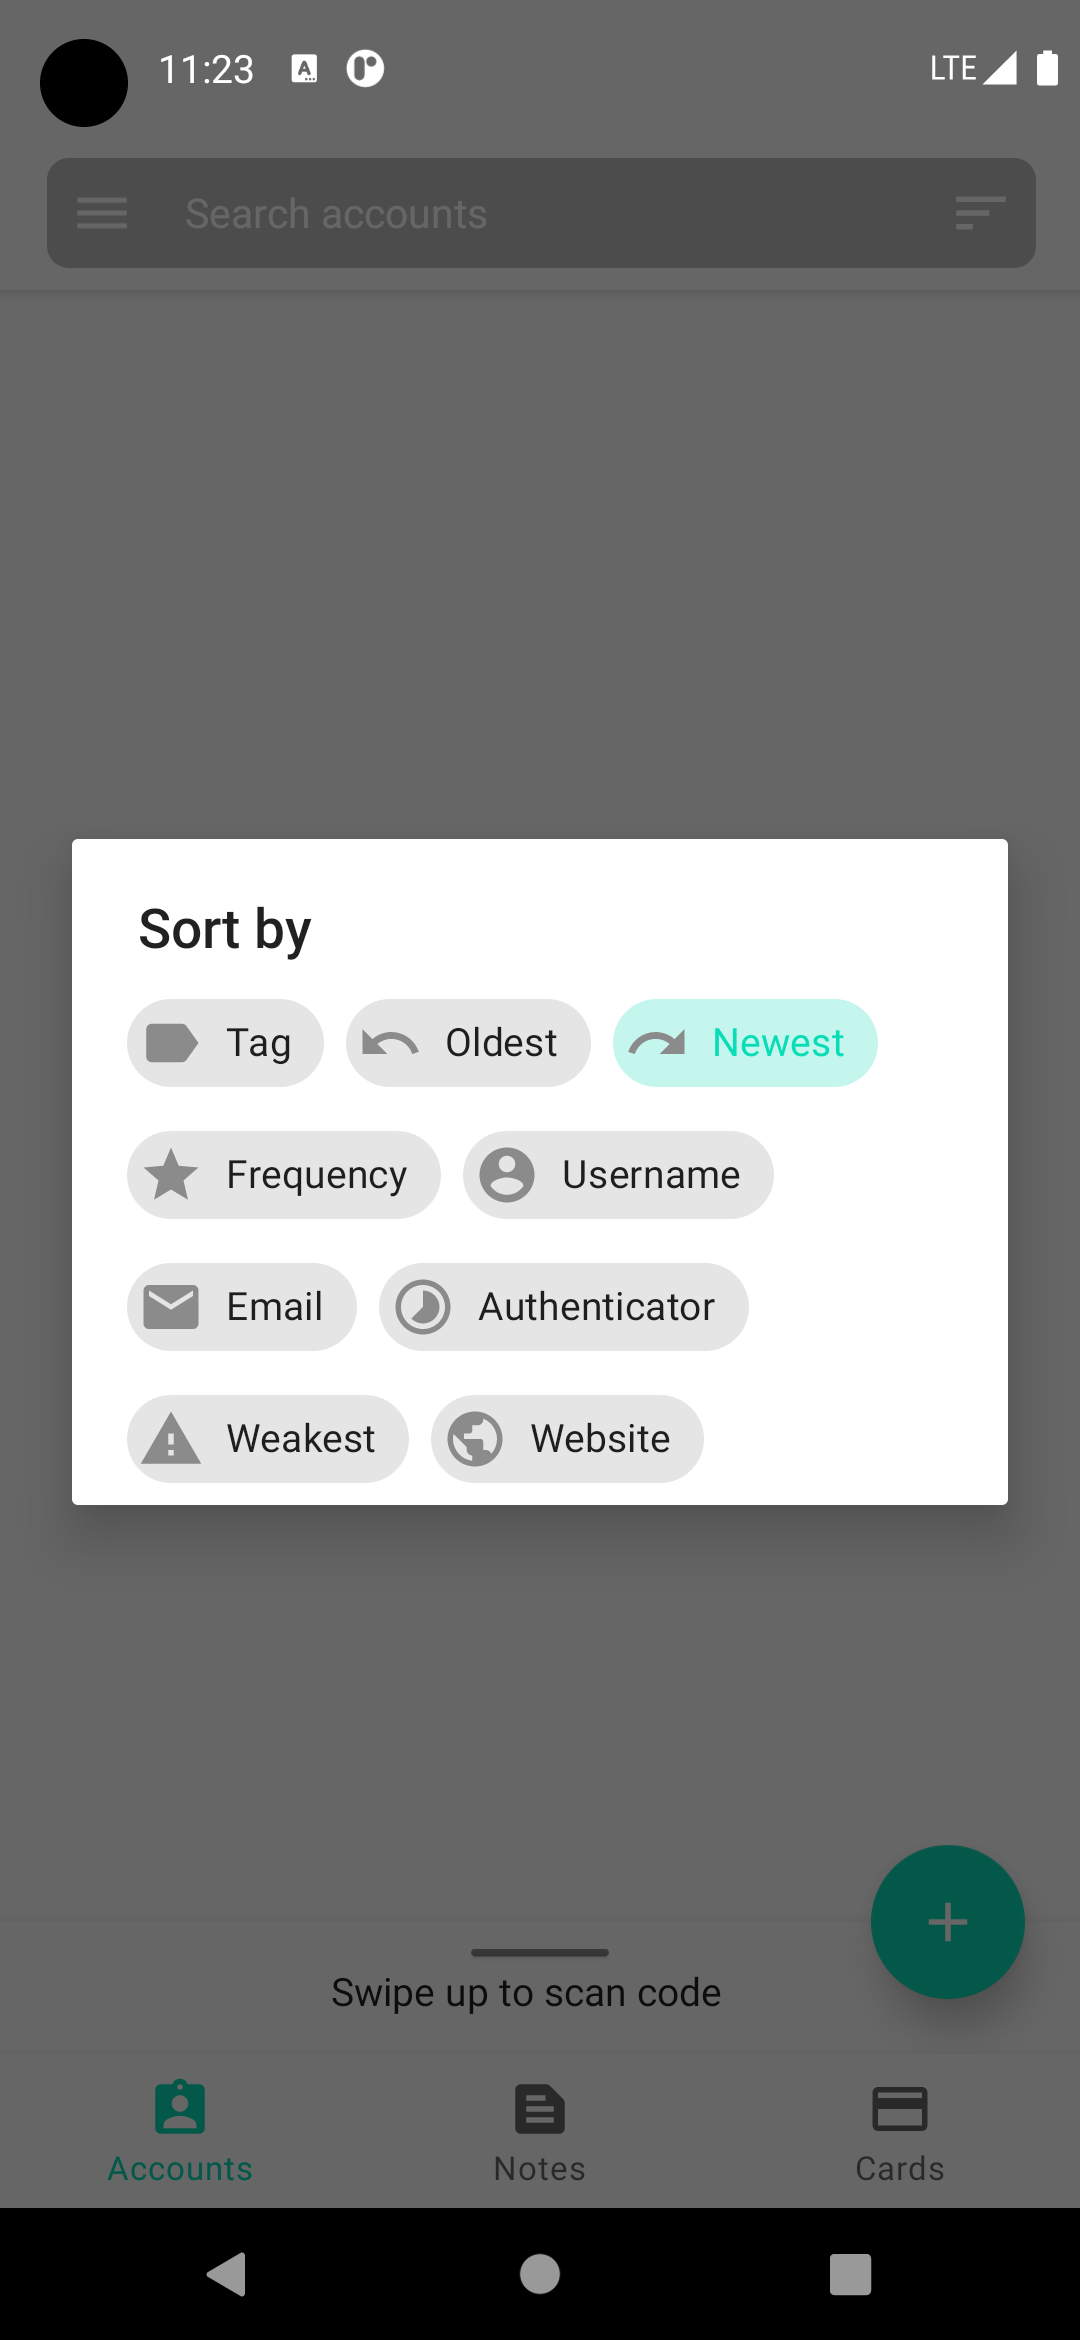 11:23
LTE
Search accounts
Sort by
Tag Oldest Newest
Frequency Username
Email Authenticator
Weakest Website
Swipe up to scan code
Accounts Notes Cards